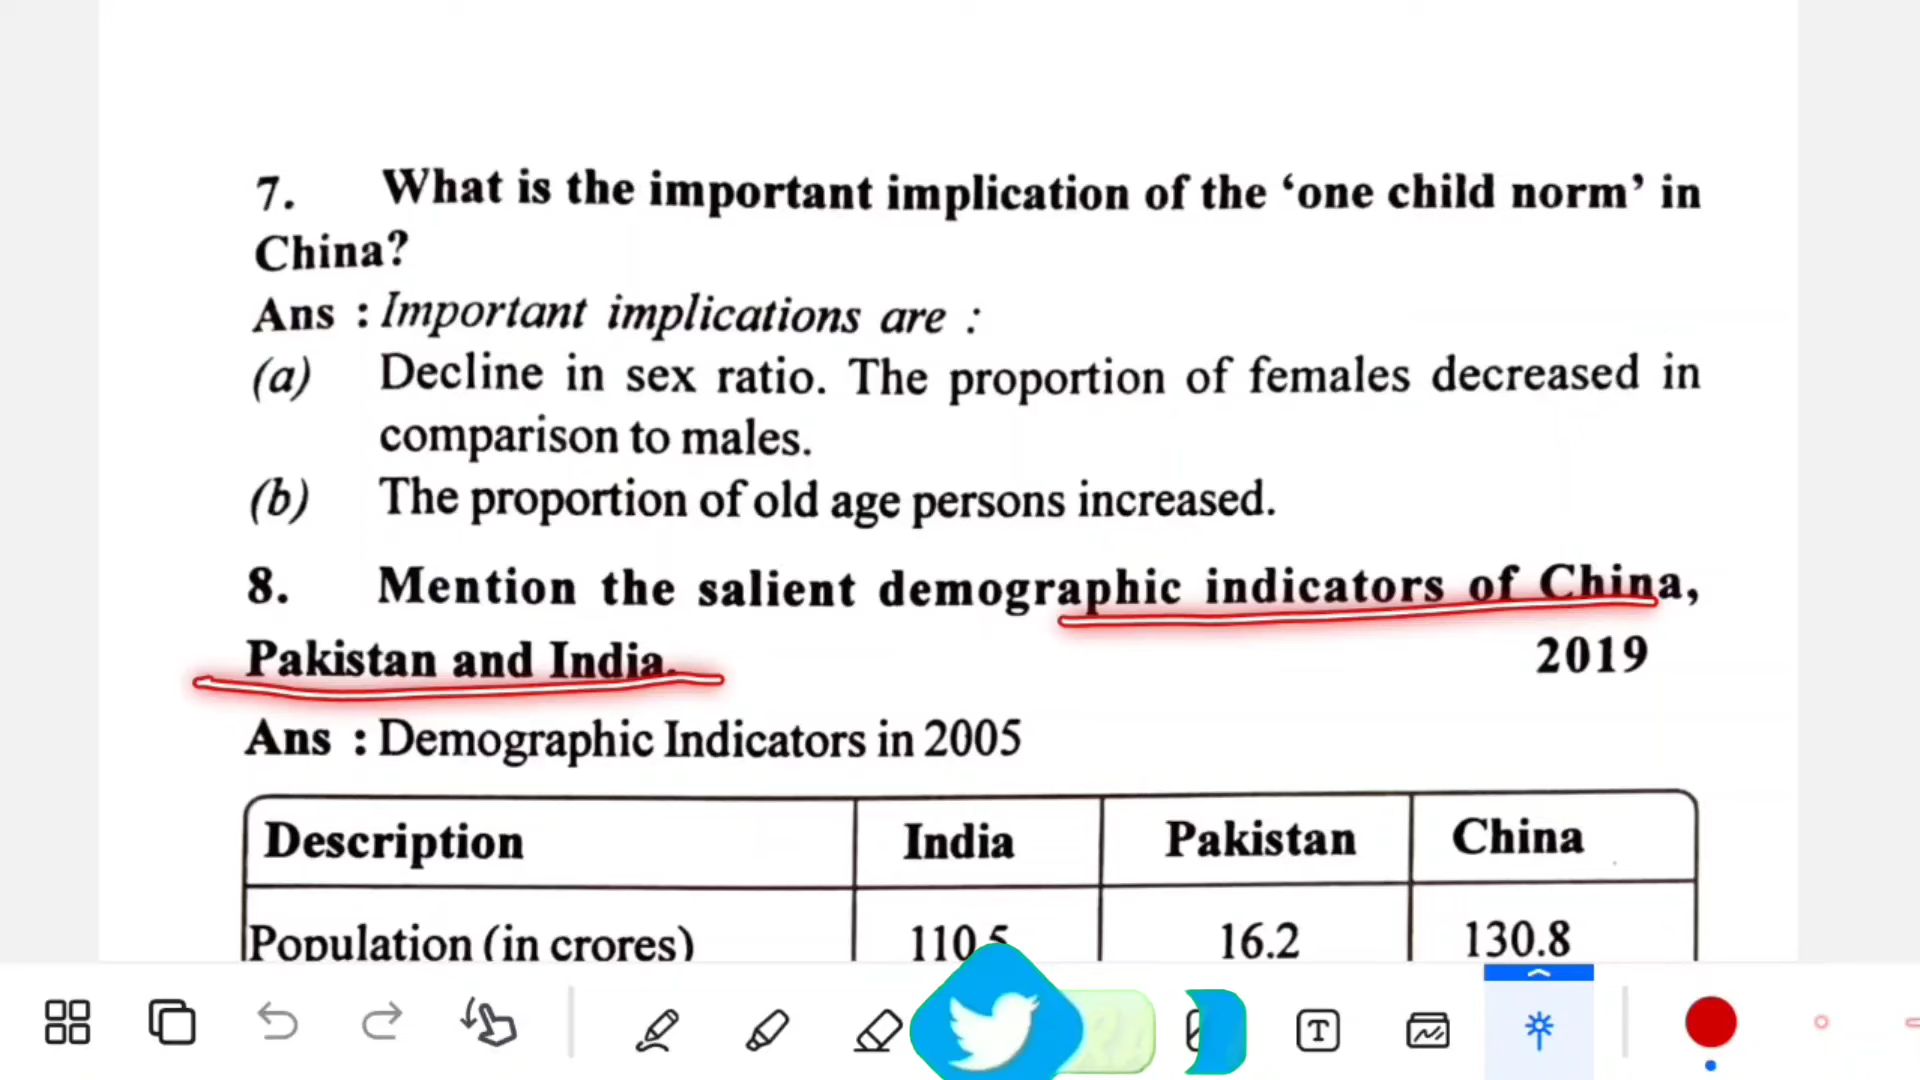 7. What is the important implication of the ‘one child norm’ in
China?
Ans : Important implications are :
(a) Decline in sex ratio. The proportion of females decreased in
comparison to males.
(b) The proportion of old age persons increased.
8. Mention the salient demographic indicators of China,
Pakistan and India. 2019
Ans : Demographic Indicators in 2005
Description India Pakistan China
Population (in crores) 110.5 16.2 130.8
T